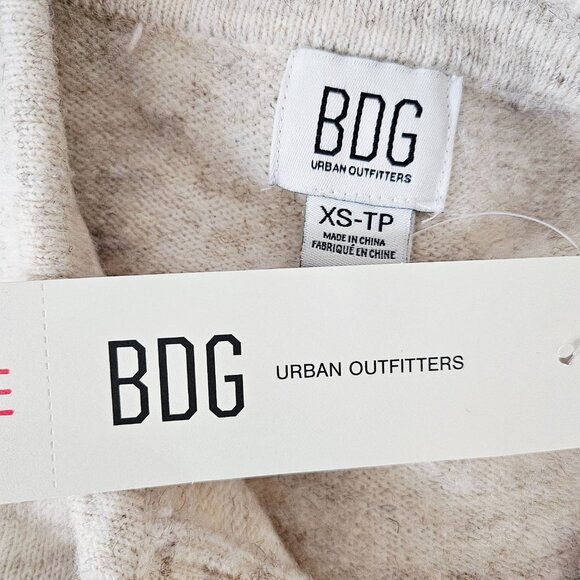 BDG
URBAN OUTFITTERS
XS-TP
MADE IN CHINA
FABRIQUÉ EN CHINE
BDG URBAN OUTFITTERS